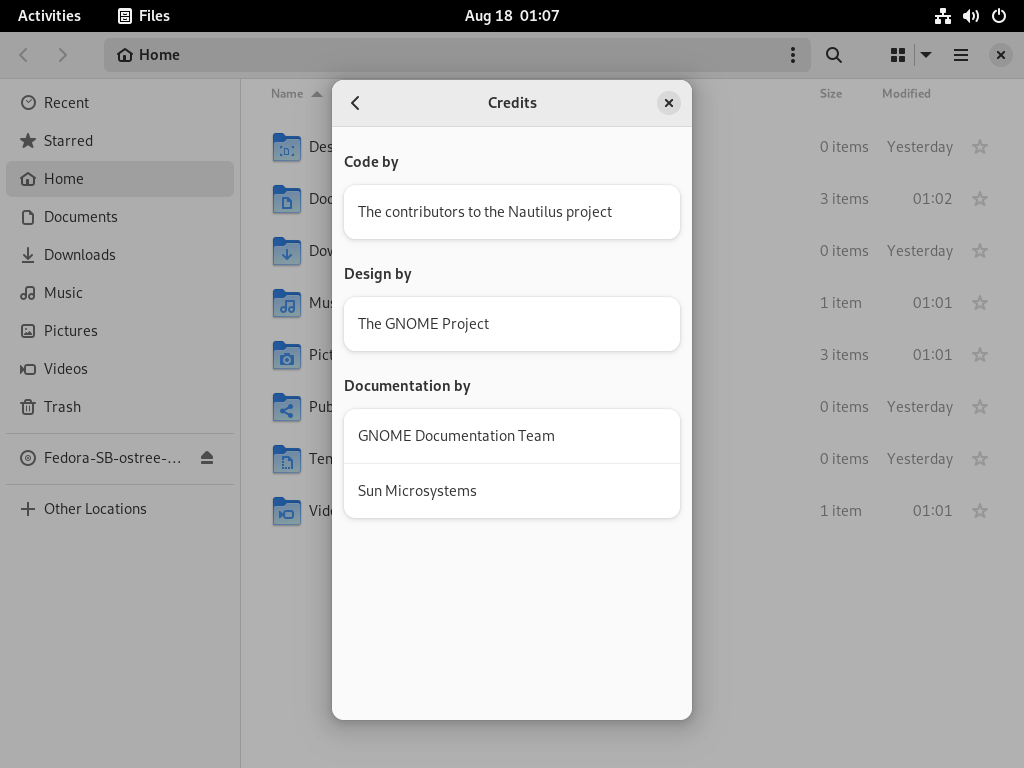 Activities
Files
Aug 18 01:07
Home
Recent
Starred
Home
Documents
Downloads
Music
Pictures
Videos
Trash
Fedora-SB-ostree-...
Other Locations
Name
Size
Modified
Des
0 items
Yesterday
Doc
3 items
01:02
Dow
0 items
Yesterday
Mus
1 item
01:01
Pict
3 items
01:01
Pub
0 items
Yesterday
Tem
0 items
Yesterday
Vide
1 item
01:01
Credits
Code by
The contributors to the Nautilus project
Design by
The GNOME Project
Documentation by
GNOME Documentation Team
Sun Microsystems